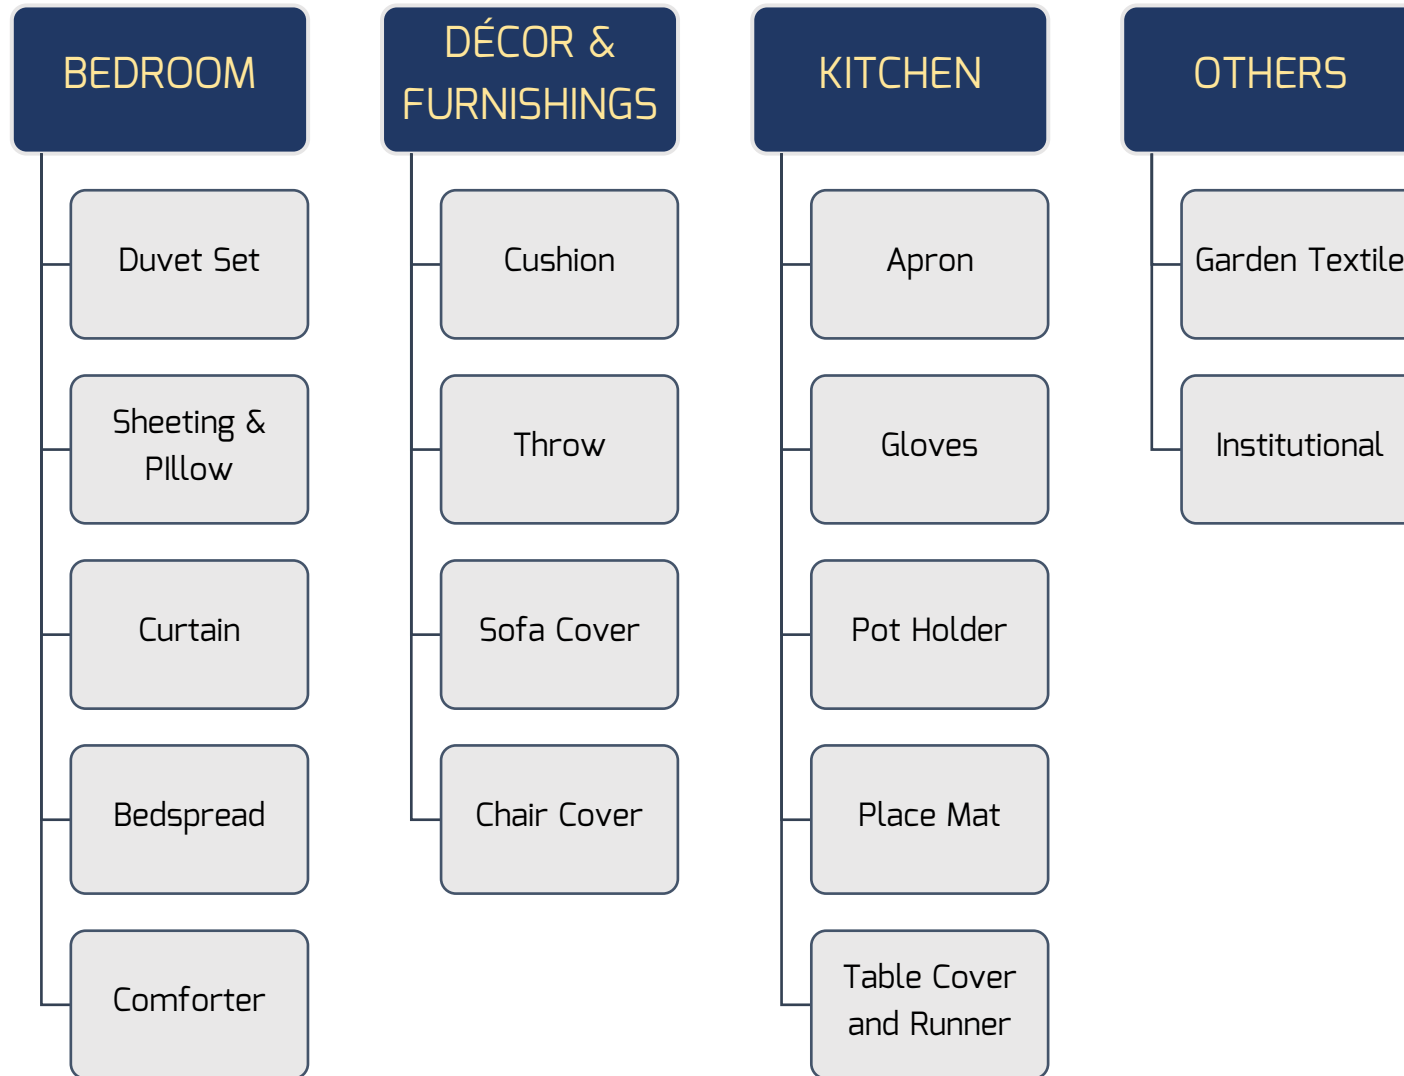 BEDROOM
Duvet Set
Sheeting &
PIllow
Curtain
Bedspread
Comforter
DÉCOR &
FURNISHINGS
Cushion
Throw
Sofa Cover
Chair Cover
KITCHEN
Apron
Gloves
Pot Holder
Place Mat
Table Cover
and Runner
OTHERS
Garden Textile
Institutional